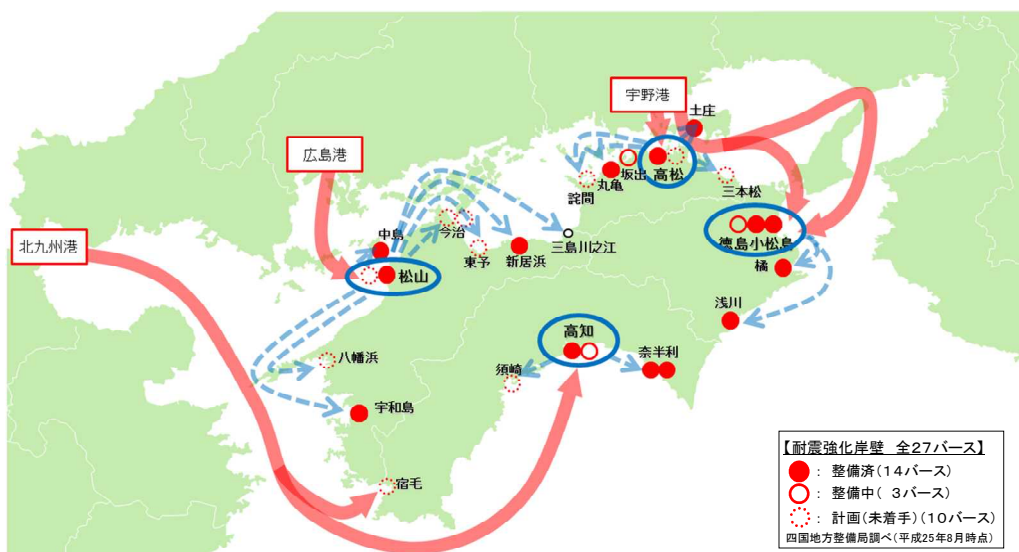 宇野港
土庄
広島港
坂出
高松
丸亀
詫間
三本松
北九州港
中島
今治
三島川之江
徳島小松島
東予
新居浜
橘
松山
浅川
高知
八幡浜
須崎
奈半利
宇和島
宿毛
【耐震強化岸壁 全27バース】
: 整備済(14バース)
: 整備中( 3バース)
: 計画(未着手)(10バース)
四国地方整備局調べ(平成25年8月時点)